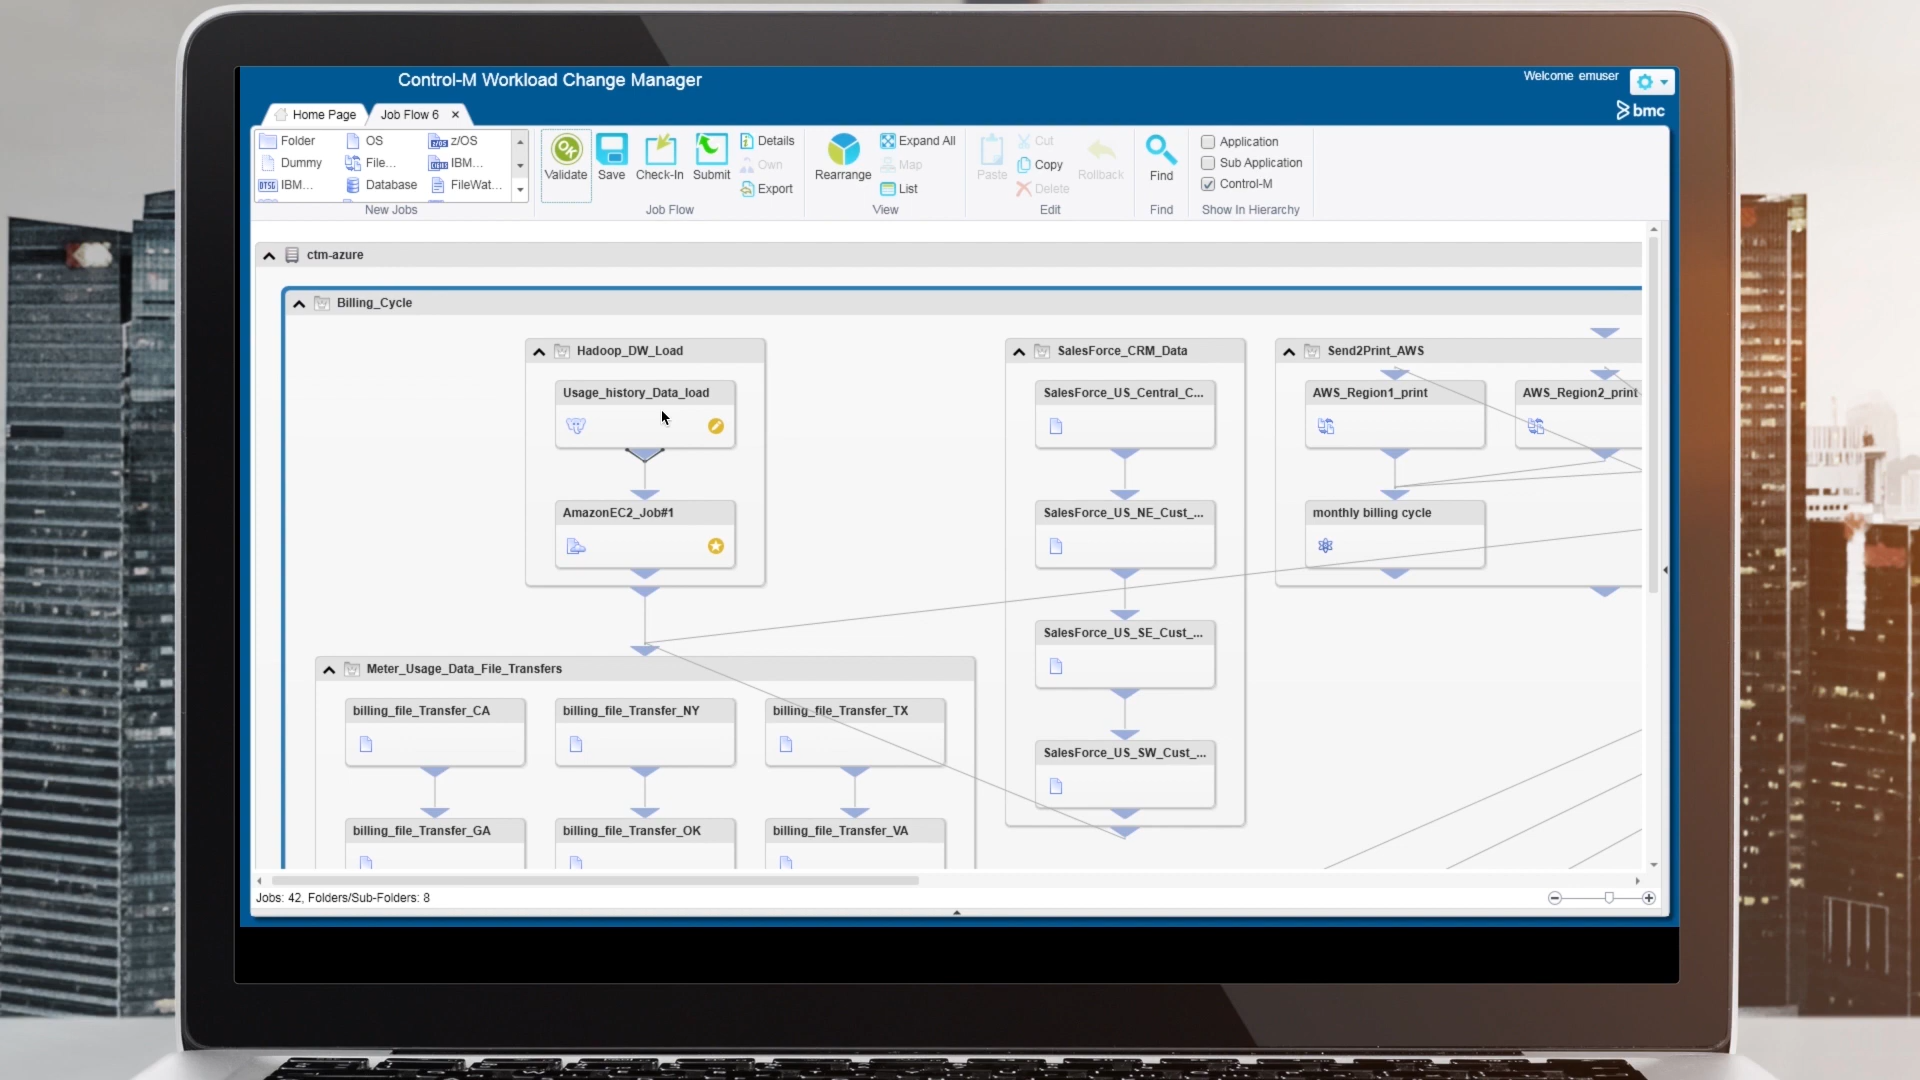 Control-M Workload Change Manager
Welcome emuser
bmc
Home Page
Job Flow 6
Folder
OS
z/OS
Dummy
File...
IBM...
IBM...
Database
FileWat...
New Jobs
Validate
Save
Check-In
Submit
Details
Own
Export
Job Flow
Rearrange
Expand All
Map
List
View
Paste
Cut
Copy
Delete
Rollback
Edit
Find
Find
Application
Sub Application
Control-M
Show In Hierarchy
ctm-azure
Billing_Cycle
Hadoop_DW_Load
SalesForce_CRM_Data
Send2Print_AWS
Usage_history_Data_load
SalesForce_US_Central_C...
AWS_Region1_print
AWS_Region2_print
AmazonEC2_Job#1
SalesForce_US_NE_Cust_...
monthly billing cycle
SalesForce_US_SE_Cust_...
Meter_Usage_Data_File_Transfers
billing_file_Transfer_CA
billing_file_Transfer_NY
billing_file_Transfer_TX
SalesForce_US_SW_Cust_...
billing_file_Transfer_GA
billing_file_Transfer_OK
billing_file_Transfer_VA
Jobs: 42, Folders/Sub-Folders: 8